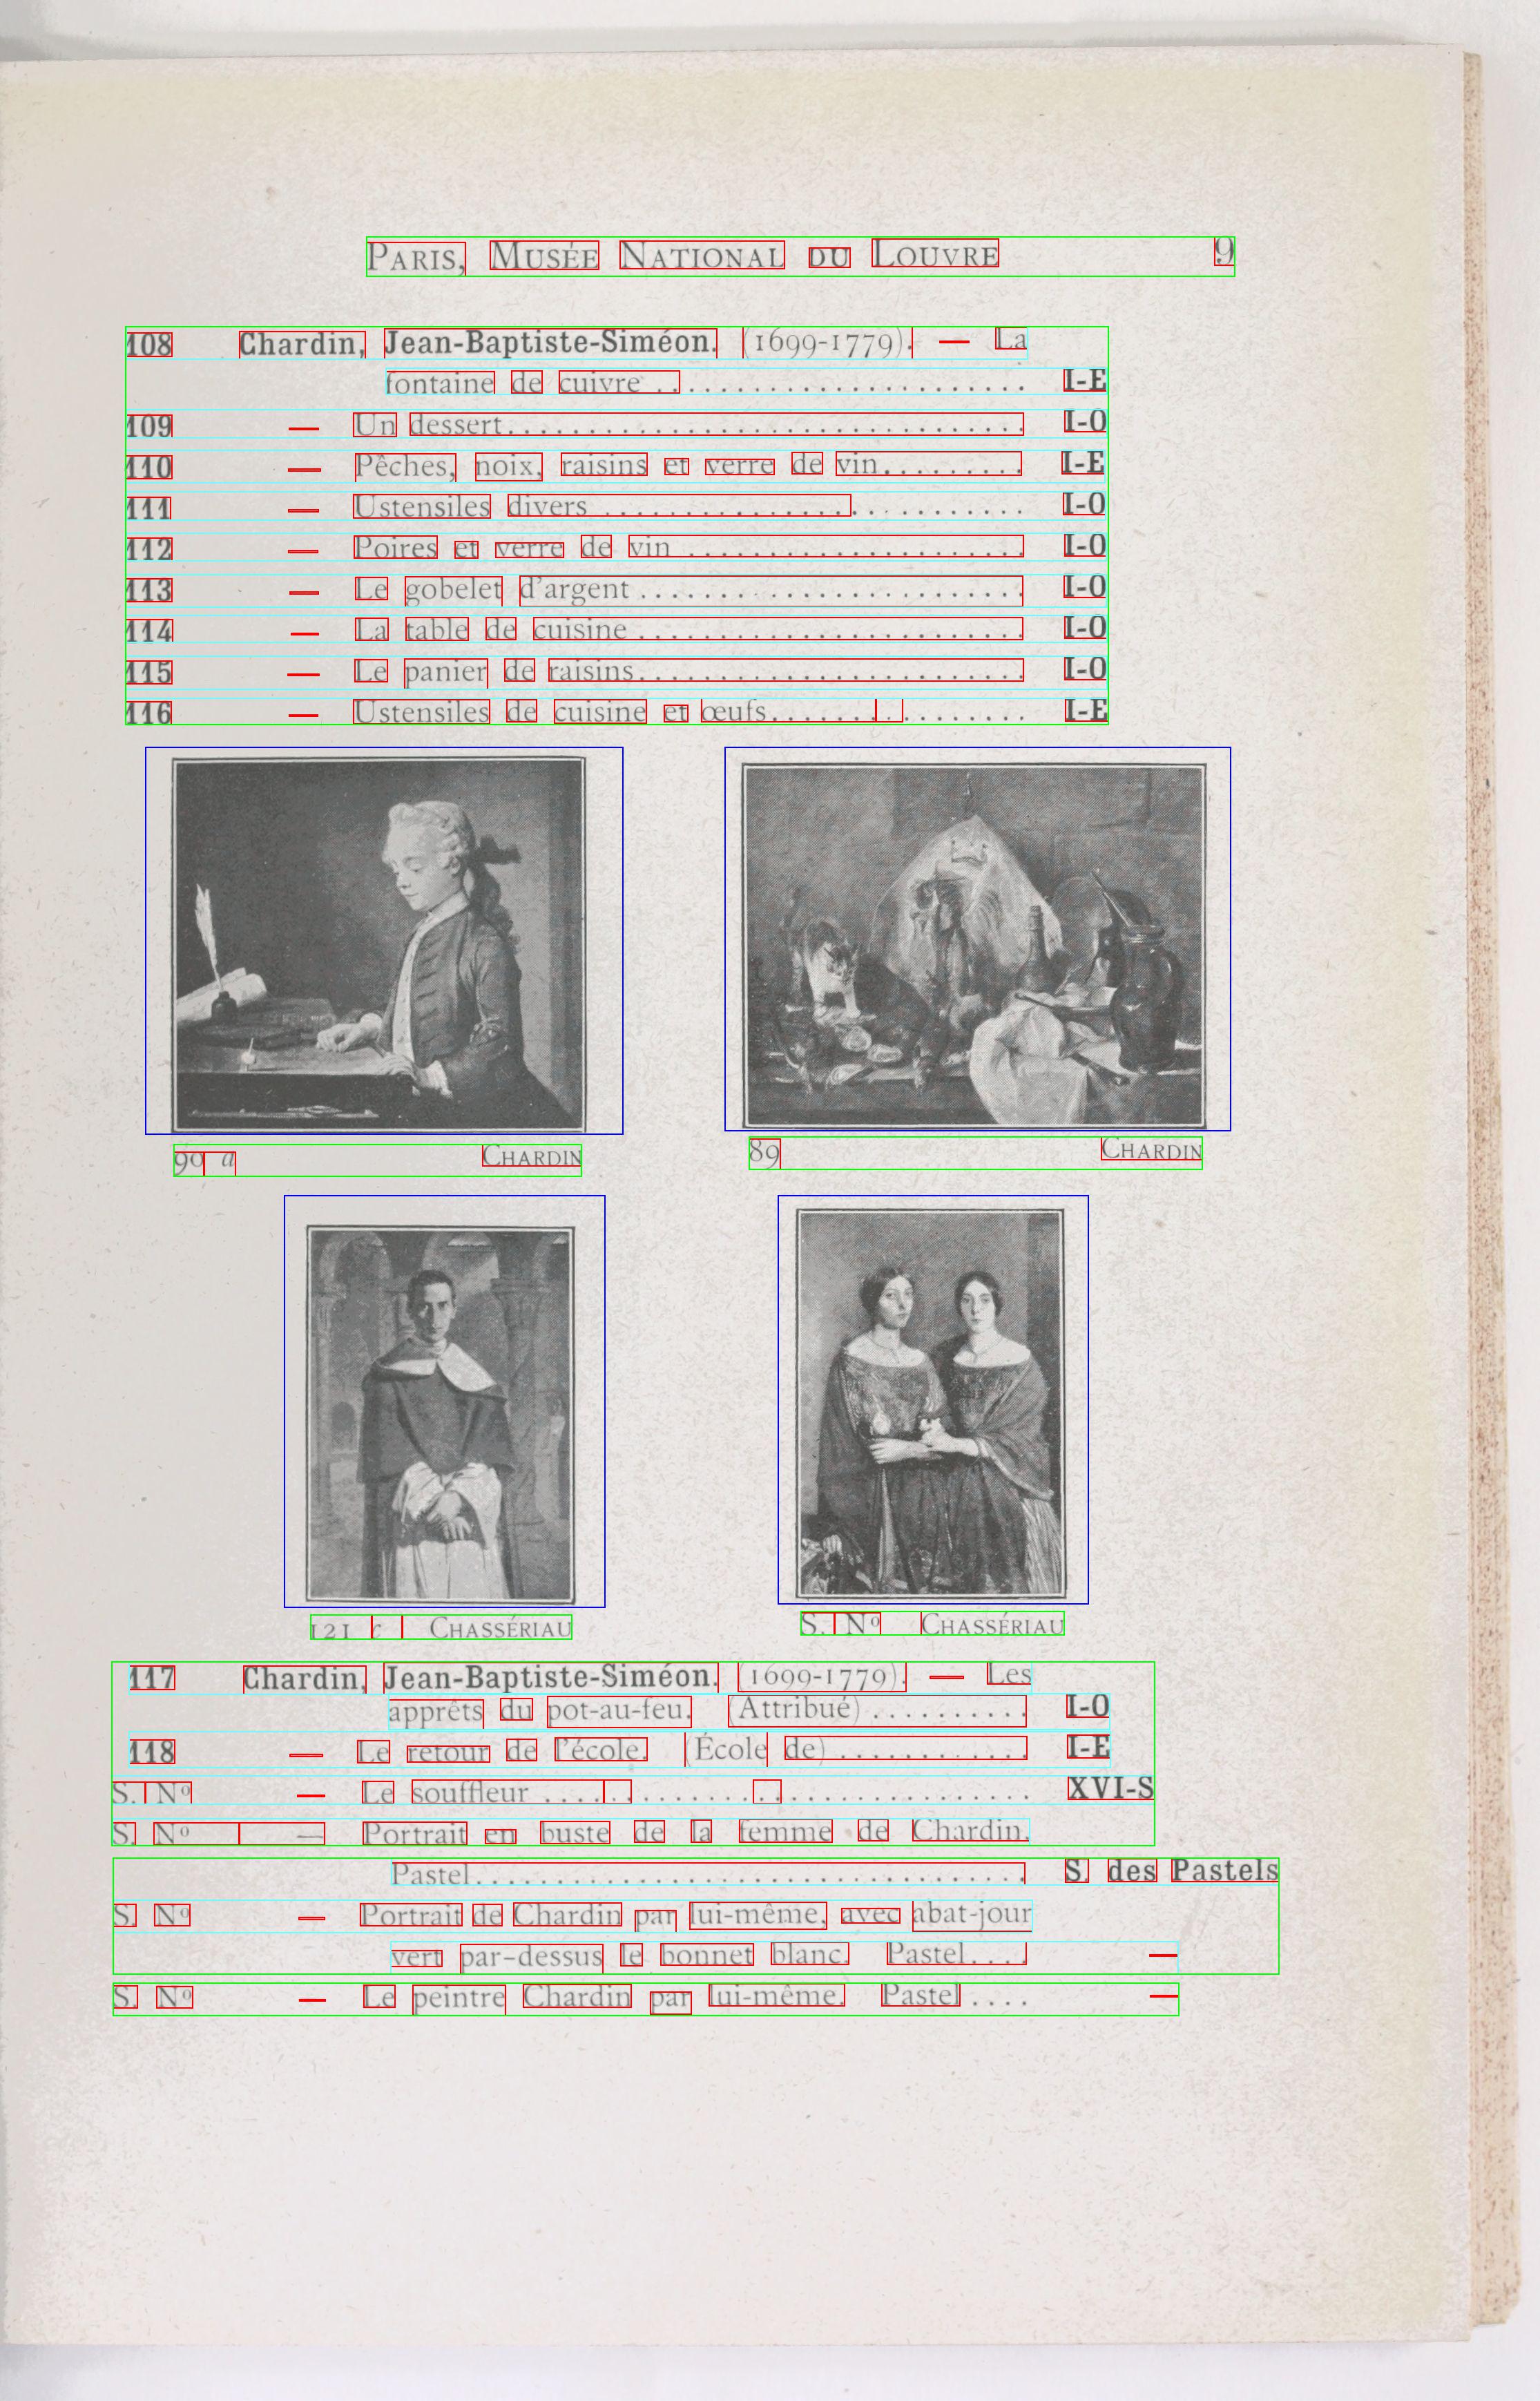 PARIS, MUSÉE NATIONAL DU LOUVRE 9
108 Chardin, Jean-Baptiste-Siméon. (1699-1779). — La
fontaine de cuivre ...................... I-E
109 — Un dessert................................ I-O
110 — Pêches, noix, raisins et verre de vin......... I-E
111 — Ustensiles divers .......................... I-O
112 — Poires et verre de vin ..................... I-O
113 — Le gobelet d'argent ........................ I-O
114 — La table de cuisine ........................ I-O
115 — Le panier de raisins........................ I-O
116 — Ustensiles de cuisine et œufs................ I-E
90 a CHARDIN
89 CHARDIN
121 c CHASSÉRIAU
S. Nº CHASSÉRIAU
117 Chardin, Jean-Baptiste-Siméon. (1699-1779). — Les
apprêts du pot-au-feu. (Attribué) .......... I-O
118 — Le retour de l'école. (École de) ............ I-E
S. Nº — Le souffleur .............................. XVI-S
S. Nº — Portrait en buste de la femme de Chardin.
Pastel.................................. S. des Pastels
S. Nº — Portrait de Chardin par lui-même, avec abat-jour
vert par-dessus le bonnet blanc. Pastel.... —
S. Nº — Le peintre Chardin par lui-même. Pastel .... —